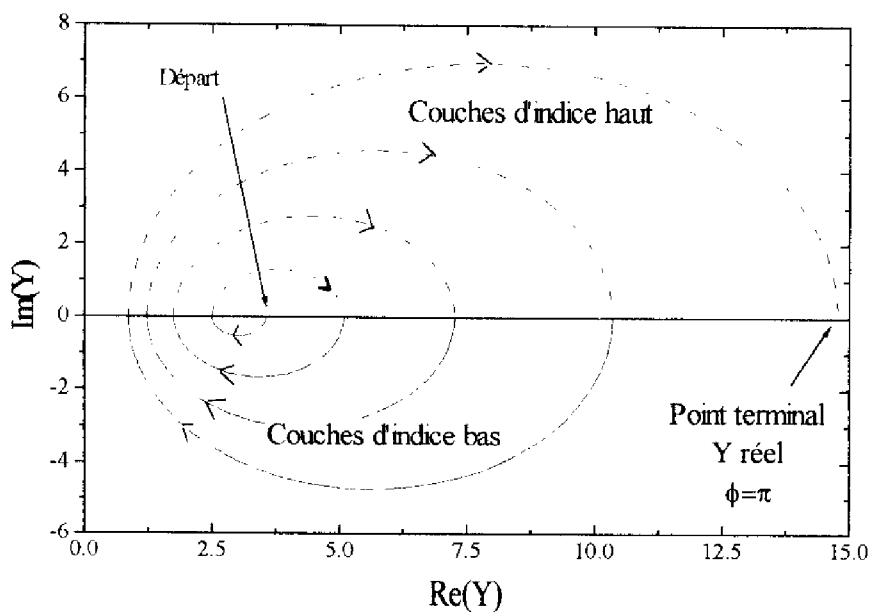 8
6
4
2
0
-2
-4
-6
Im(Y)
Départ
Couches d'indice haut
Couches d'indice bas
Point terminal
Y réel
ϕ=π
0.0 2.5 5.0 7.5 10.0 12.5 15.0
Re(Y)